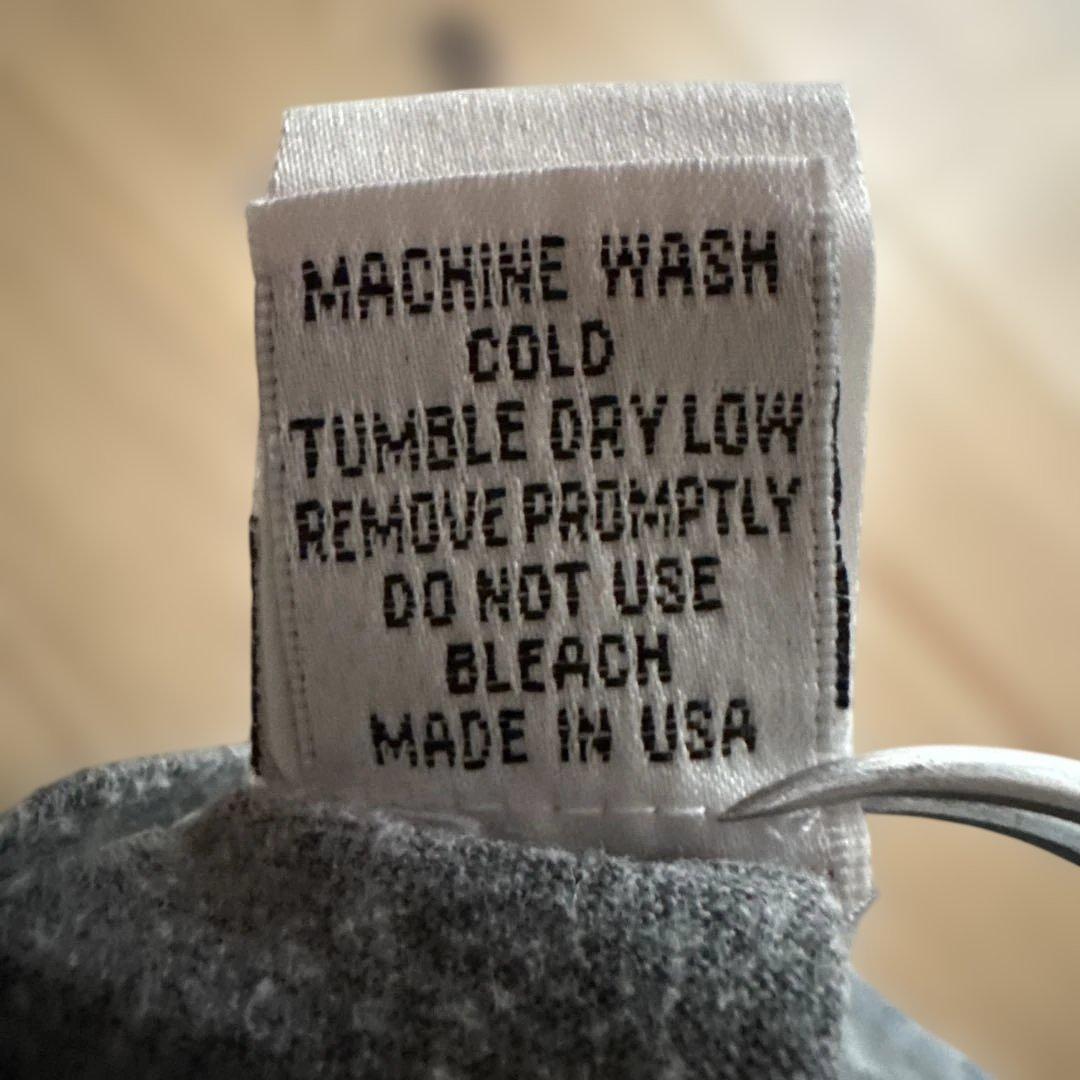 MACHINE WASH
COLD
TUMBLE DRY LOW
REMOVE PROMPTLY
DO NOT USE
BLEACH
MADE IN USA